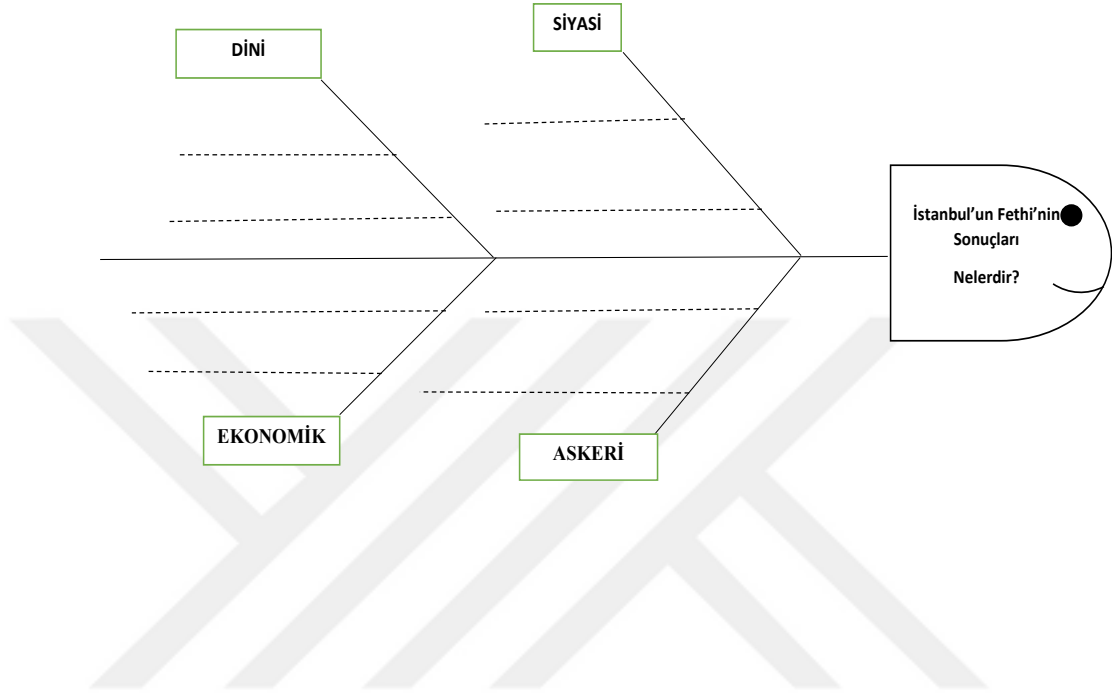 SİYASİ
DİNİ
İstanbul’un Fethi’nin
Sonuçları
Nelerdir?
EKONOMİK
ASKERİ